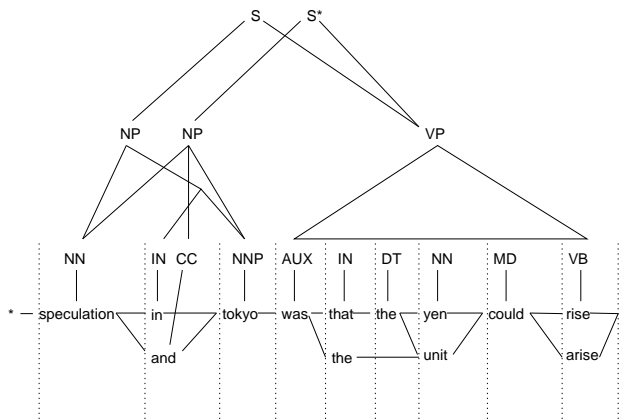 S S*
NP NP VP
NN IN CC NNP AUX IN DT NN MD VB
* speculation in tokyo was that the yen could rise
and the unit arise